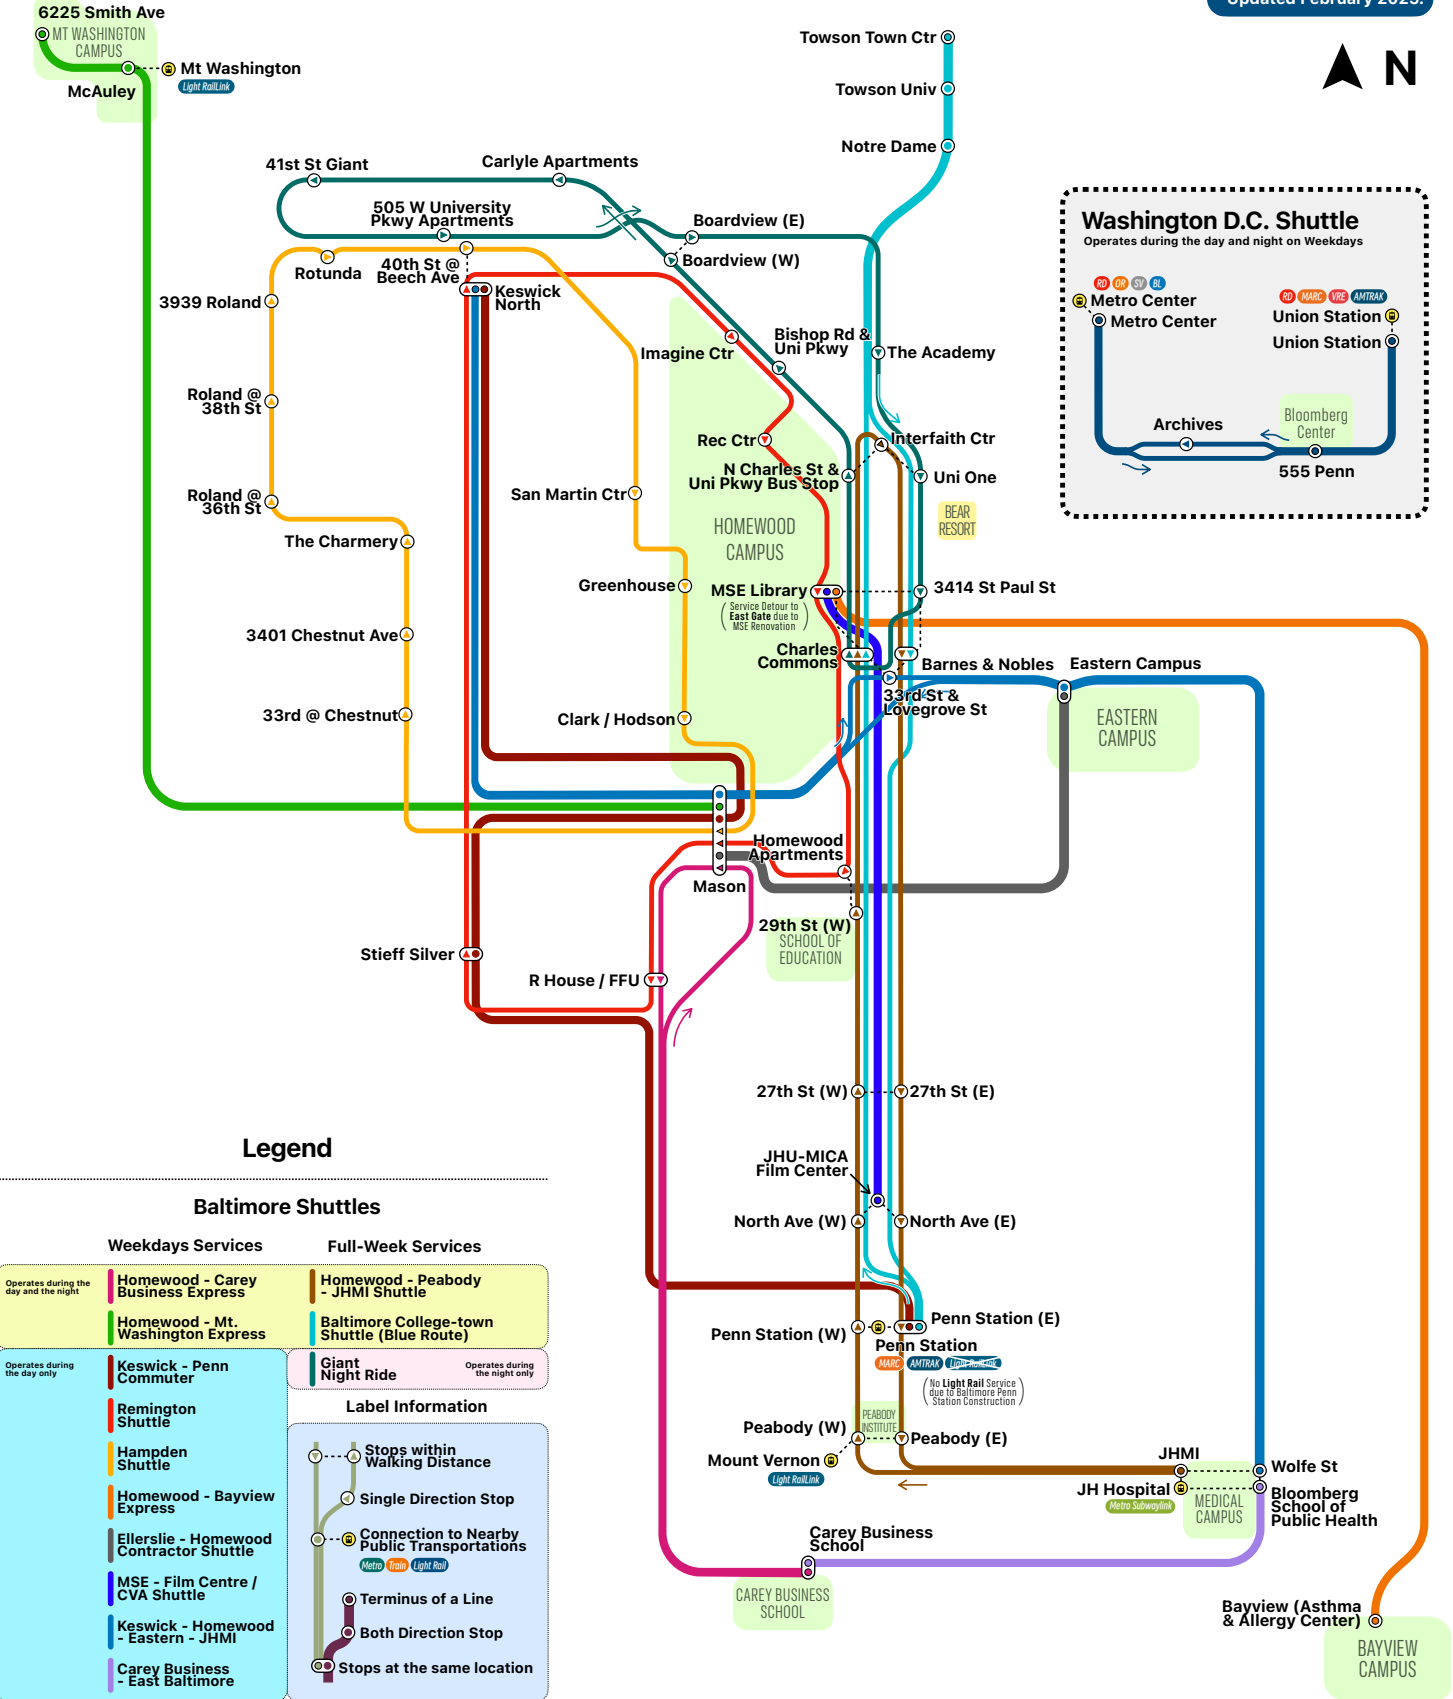 Updated February 2025.
6225 Smith Ave
MT WASHINGTON
CAMPUS
Mt Washington
Light RailLink
McAuley
N
Towson Town Ctr
Towson Univ
Notre Dame
41st St Giant
Carlyle Apartments
505 W University
Pkwy Apartments
Boardview (E)
Boardview (W)
Rotunda
40th St @
Beech Ave
Keswick
North
3939 Roland
Imagine Ctr
Bishop Rd &
Uni Pkwy
The Academy
Roland @
38th St
Rec Ctr
Interfaith Ctr
N Charles St &
Uni Pkwy Bus Stop
Uni One
San Martin Ctr
Roland @
36th St
The Charmery
HOMEWOOD
CAMPUS
BEAR
RESORT
Greenhouse
MSE Library
3414 St Paul St
Service Detour to
East Gate due to
MSE Renovation
3401 Chestnut Ave
Charles
Commons
Barnes & Nobles
Eastern Campus
33rd St &
Lovegrove St
33rd @ Chestnut
Clark / Hodson
EASTERN
CAMPUS
Homewood
Apartments
Mason
29th St (W)
SCHOOL OF
EDUCATION
Stieff Silver
R House / FFU
27th St (W)
27th St (E)
JHU-MICA
Film Center
North Ave (W)
North Ave (E)
Penn Station (W)
Penn Station (E)
Penn Station
MARC
AMTRAK
Light RailLink
(No Light Rail Service
due to Baltimore Penn
Station Construction)
PEABODY
INSTITUTE
Peabody (W)
Peabody (E)
Mount Vernon
Light RailLink
JHMI
Wolfe St
JH Hospital
Metro Subwaylink
MEDICAL
CAMPUS
Bloomberg
School of
Public Health
Carey Business
School
CAREY BUSINESS
SCHOOL
Bayview (Asthma
& Allergy Center)
BAYVIEW
CAMPUS
Washington D.C. Shuttle
Operates during the day and night on Weekdays
RD OR SV BL
Metro Center
Metro Center
RD MARC VRE AMTRAK
Union Station
Union Station
Archives
Bloomberg
Center
555 Penn
Legend
Baltimore Shuttles
Weekdays Services
Full-Week Services
Operates during the
day and the night
Homewood - Carey
Business Express
Homewood - Mt.
Washington Express
Homewood - Peabody
- JHMI Shuttle
Baltimore College-town
Shuttle (Blue Route)
Operates during
the day only
Keswick - Penn
Commuter
Remington
Shuttle
Hampden
Shuttle
Homewood - Bayview
Express
Ellerslie - Homewood
Contractor Shuttle
MSE - Film Centre /
CVA Shuttle
Keswick - Homewood
- Eastern - JHMI
Carey Business
- East Baltimore
Giant
Night Ride
Operates during
the night only
Label Information
Stops within
Walking Distance
Single Direction Stop
Connection to Nearby
Public Transportations
Metro Train Light Rail
Terminus of a Line
Both Direction Stop
Stops at the same location